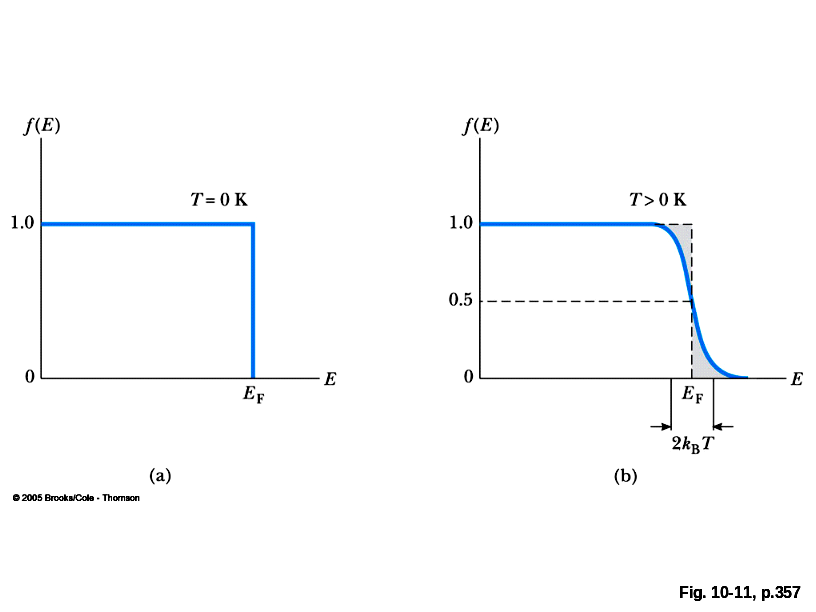 f(E)
T = 0 K
1.0
0
E
E_F
(a)
f(E)
T > 0 K
1.0
0.5
0
E
E_F
2k_BT
(b)
© 2005 Brooks/Cole - Thomson
Fig. 10-11, p.357